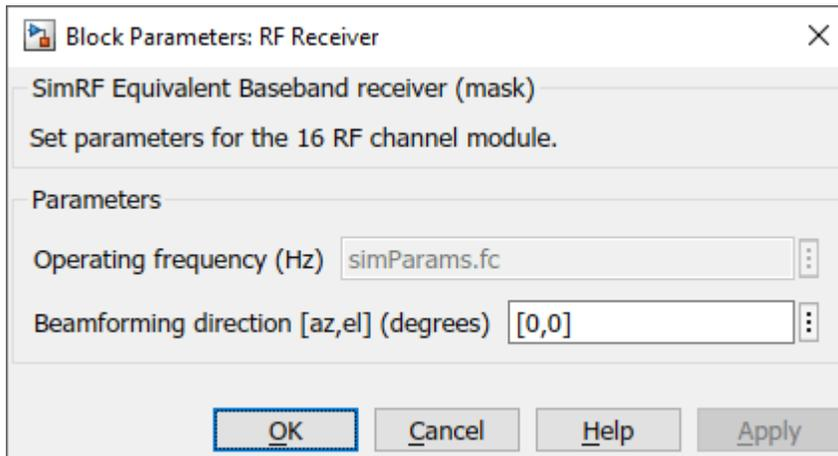 Block Parameters: RF Receiver
SimRF Equivalent Baseband receiver (mask)
Set parameters for the 16 RF channel module.
Parameters
Operating frequency (Hz) simParams.fc
Beamforming direction [az,el] (degrees) [0,0]
OK Cancel Help Apply